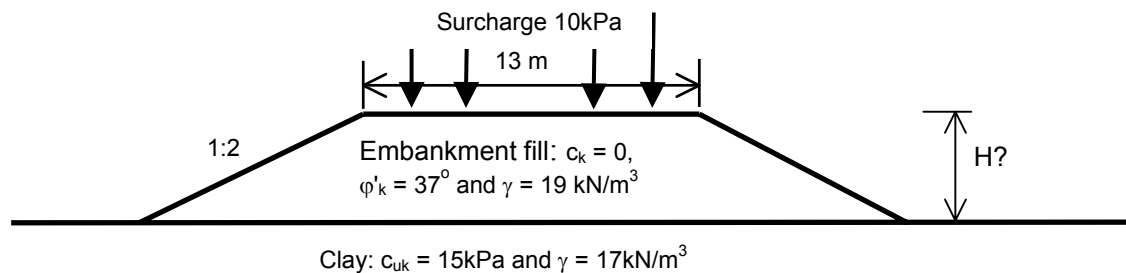 Surcharge 10kPa
13 m
1:2
Embankment fill: cₖ = 0,
φ'ₖ = 37° and γ = 19 kN/m³
H?
Clay: cᵤₖ = 15kPa and γ = 17kN/m³